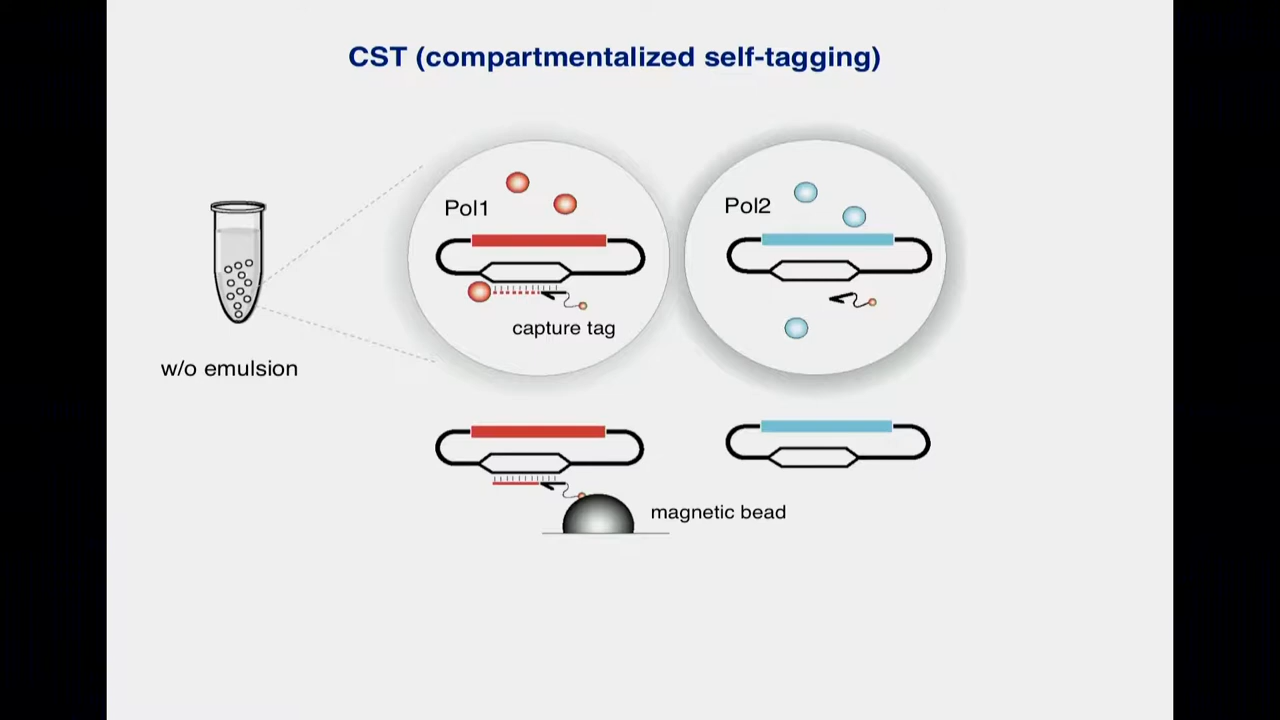 CST (compartmentalized self-tagging)
Pol1
Pol2
capture tag
w/o emulsion
magnetic bead